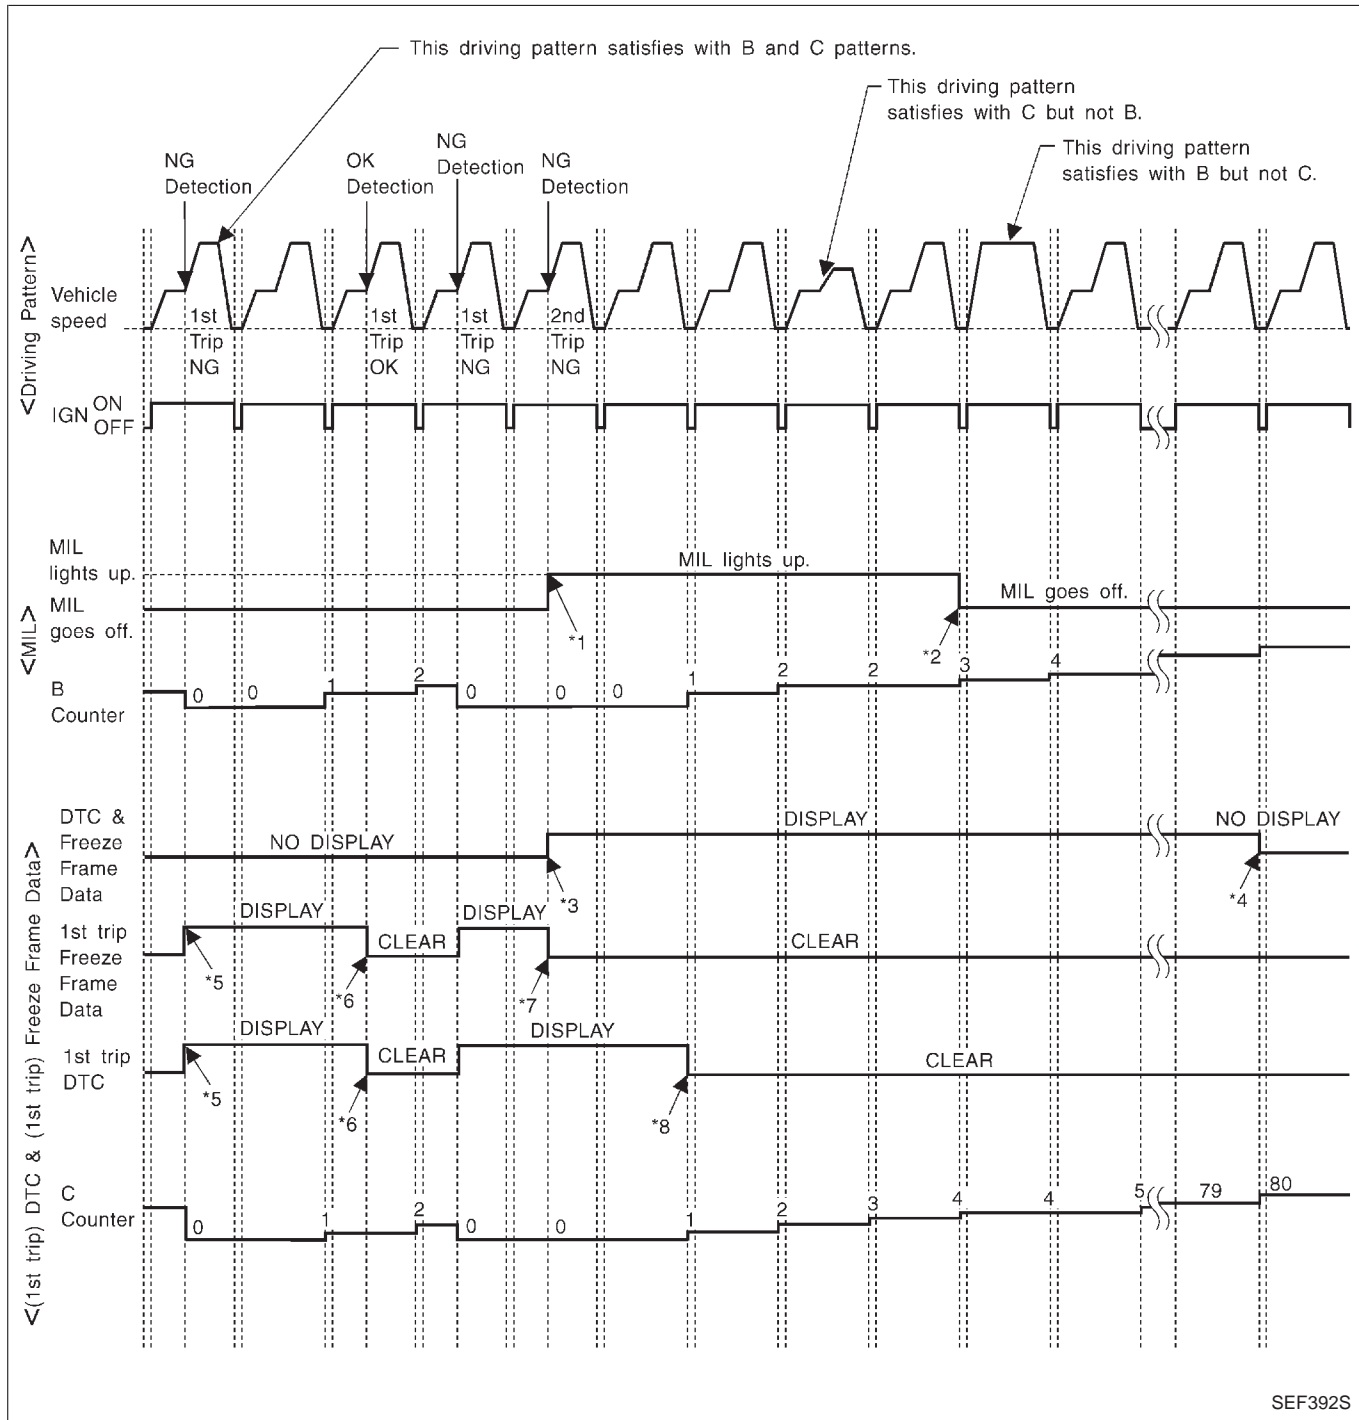 This driving pattern satisfies with B and C patterns.
This driving pattern
satisfies with C but not B.
This driving pattern
satisfies with B but not C.
NG
Detection
OK
Detection
NG
Detection
NG
Detection
<Driving Pattern>
Vehicle
speed
1st
Trip
NG
1st
Trip
OK
1st
Trip
NG
2nd
Trip
NG
IGN ON
OFF
<MIL>
MIL
lights up.
MIL
goes off.
MIL lights up.
MIL goes off.
*1
*2
B
Counter
0 0 1 2 0 0 0 1 2 2 3 4
<(1st trip) DTC & (1st trip) Freeze Frame Data>
DTC &
Freeze
Frame
Data
NO DISPLAY
DISPLAY
NO DISPLAY
*3
*4
1st trip
Freeze
Frame
Data
DISPLAY
CLEAR
DISPLAY
CLEAR
*5
*6
*7
1st trip
DTC
DISPLAY
CLEAR
DISPLAY
CLEAR
*5
*6
*8
C
Counter
0 1 2 0 0 1 2 3 4 4 5 79 80
SEF392S